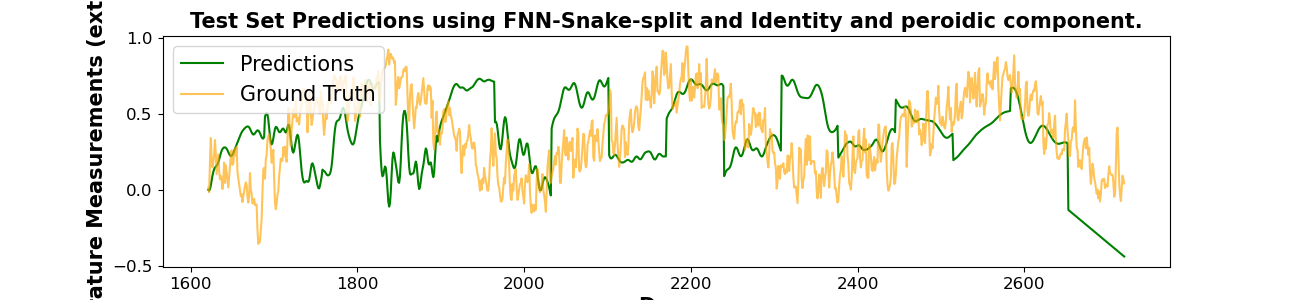 Test Set Predictions using FNN-Snake-split and Identity and peroidic component.
Predictions
Ground Truth
1.0
0.5
0.0
−0.5
1600 1800 2000 2200 2400 2600
Measurements (ext